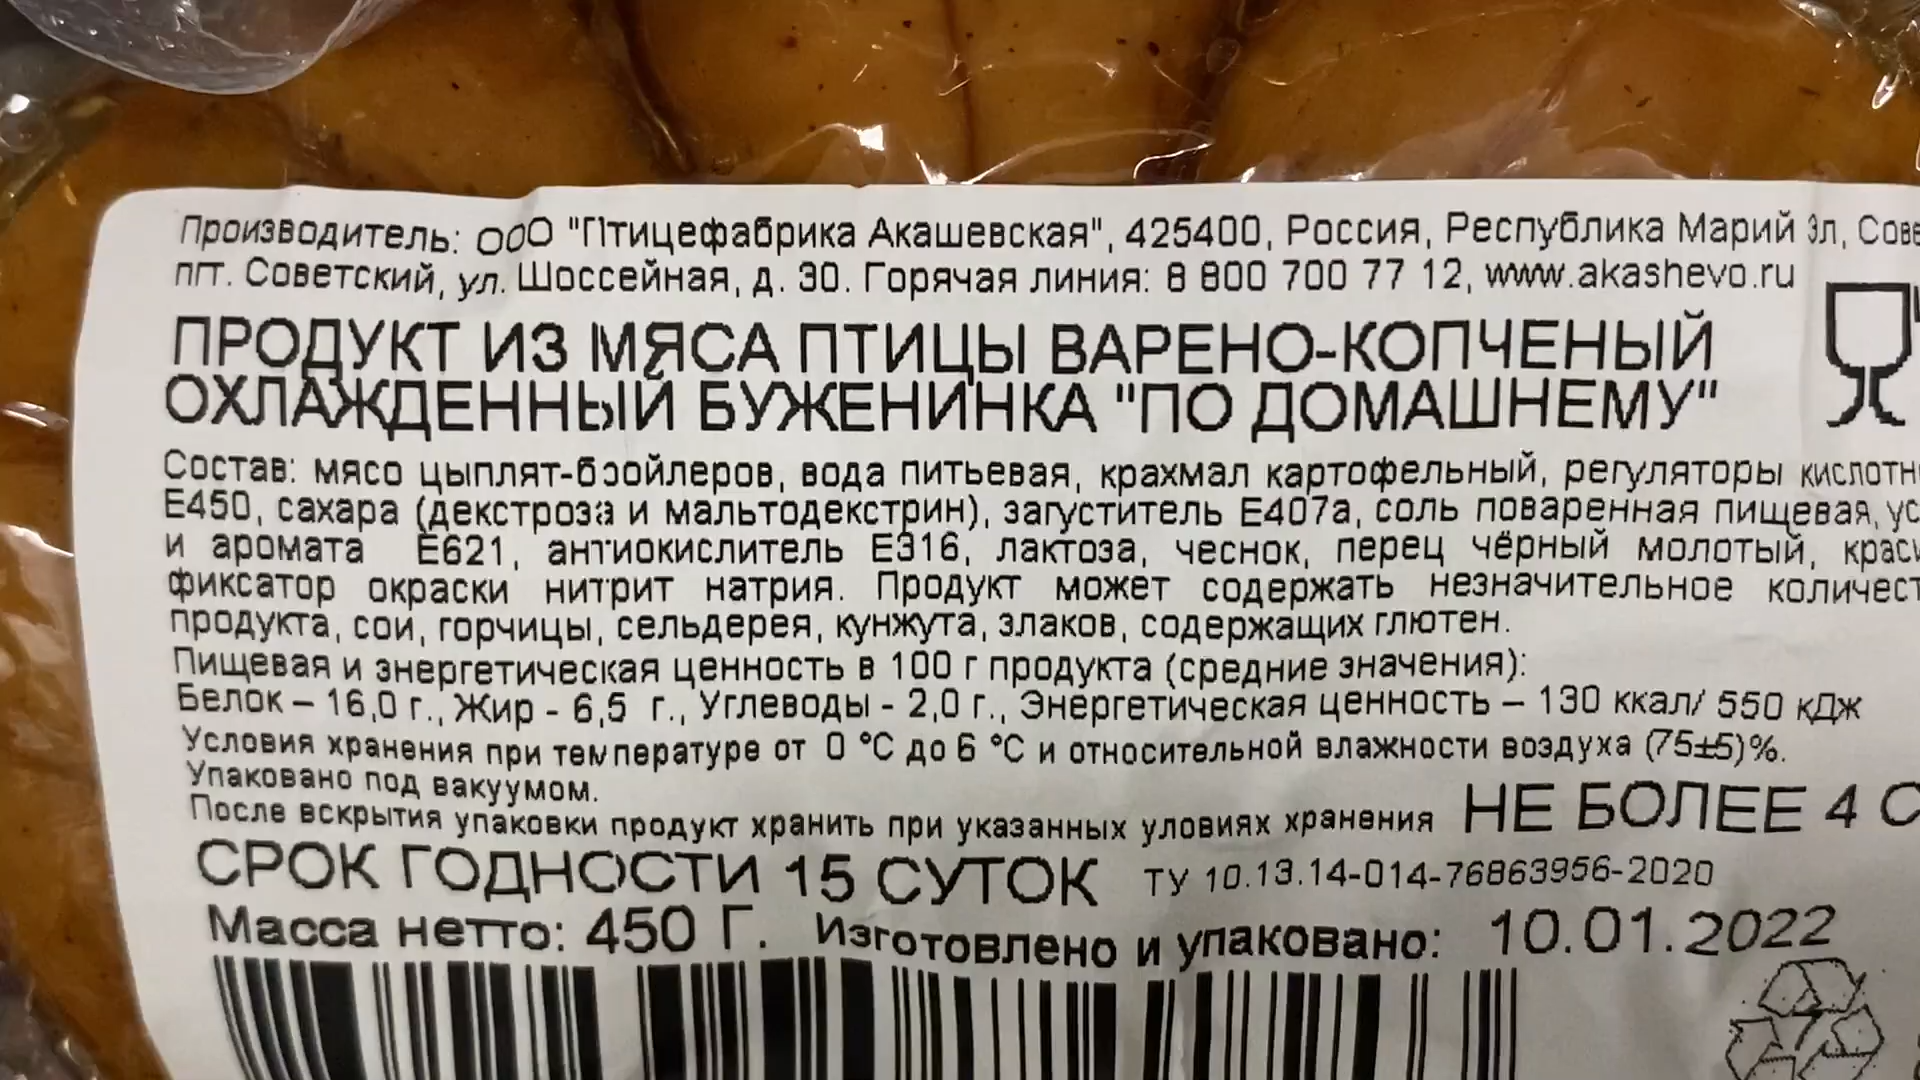 Производитель: ООО "Птицефабрика Акашевская", 425400, Россия, Республика Марий Эл,
пгт. Советский, ул. Шоссейная, д. 30. Горячая линия: 8 800 700 77 12, www.akashevo.ru
ПРОДУКТ ИЗ МЯСА ПТИЦЫ ВАРЕНО-КОПЧЕНЫЙ
ОХЛАЖДЕННЫЙ БУЖЕНИНКА "ПО ДОМАШНЕМУ"
Состав: мясо цыплят-бройлеров, вода питьевая, крахмал картофельный, регуляторы
Е450, сахара (декстроза и мальтодекстрин), загуститель Е407а, соль поваренная пищевая,
и аромата Е621, антиокислитель Е316, лактоза, чеснок, перец чёрный молотый,
фиксатор окраски нитрит натрия. Продукт может содержать незначительное
продукта, сои, горчицы, сельдерея, кунжута, злаков, содержащих глютен.
Пищевая и энергетическая ценность в 100 г продукта (средние значения):
Белок – 16,0 г., Жир - 6,5 г., Углеводы - 2,0 г., Энергетическая ценность – 130 ккал/ 550 кДж
Условия хранения при температуре от 0 °С до 6 °С и относительной влажности воздуха (75±5)%.
Упаковано под вакуумом.
После вскрытия упаковки продукт хранить при указанных условиях хранения НЕ БОЛЕЕ 4
СРОК ГОДНОСТИ 15 СУТОК ТУ 10.13.14-014-76863956-2020
Масса нетто: 450 Г. Изготовлено и упаковано: 10.01.2022